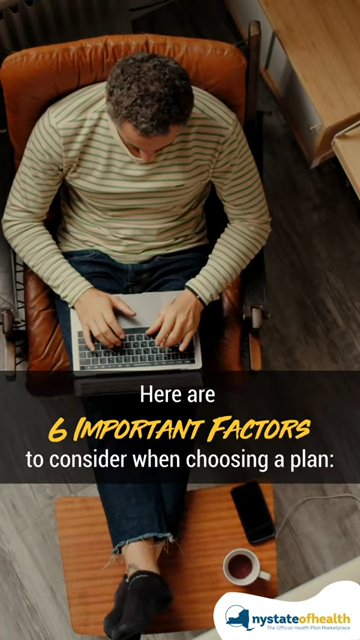 Here are
6 Important Factors
to consider when choosing a plan:
nystateofhealth
The Official Health Plan Marketplace